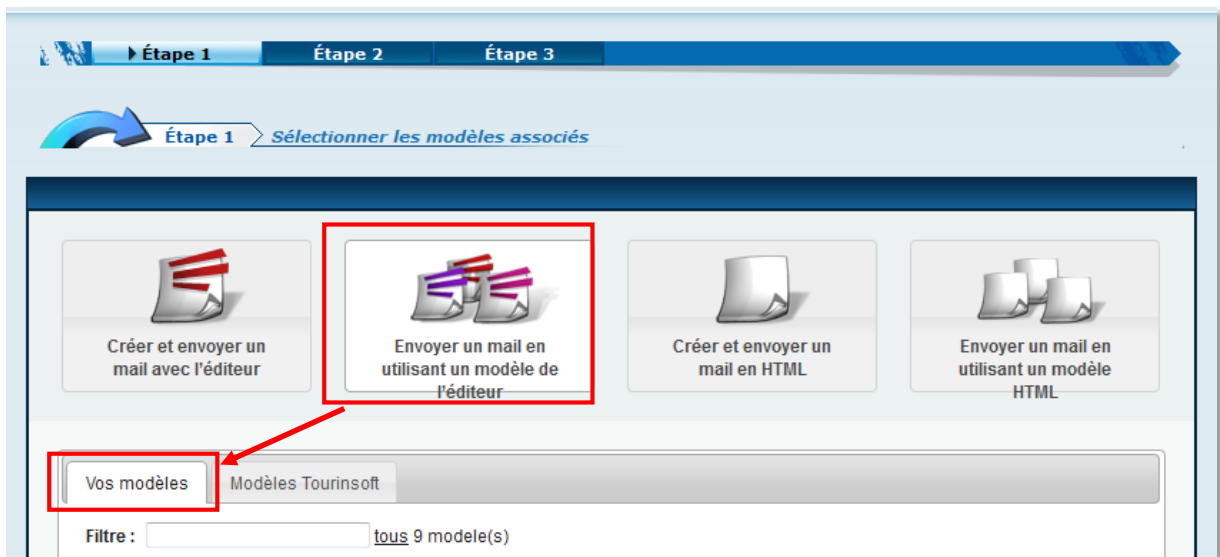 Étape 1
Étape 2
Étape 3
Étape 1
Sélectionner les modèles associés
Créer et envoyer un
mail avec l'éditeur
Envoyer un mail en
utilisant un modèle de
l'éditeur
Créer et envoyer un
mail en HTML
Envoyer un mail en
utilisant un modèle
HTML
Vos modèles
Modèles Tourinsoft
Filtre :
tous 9 modele(s)